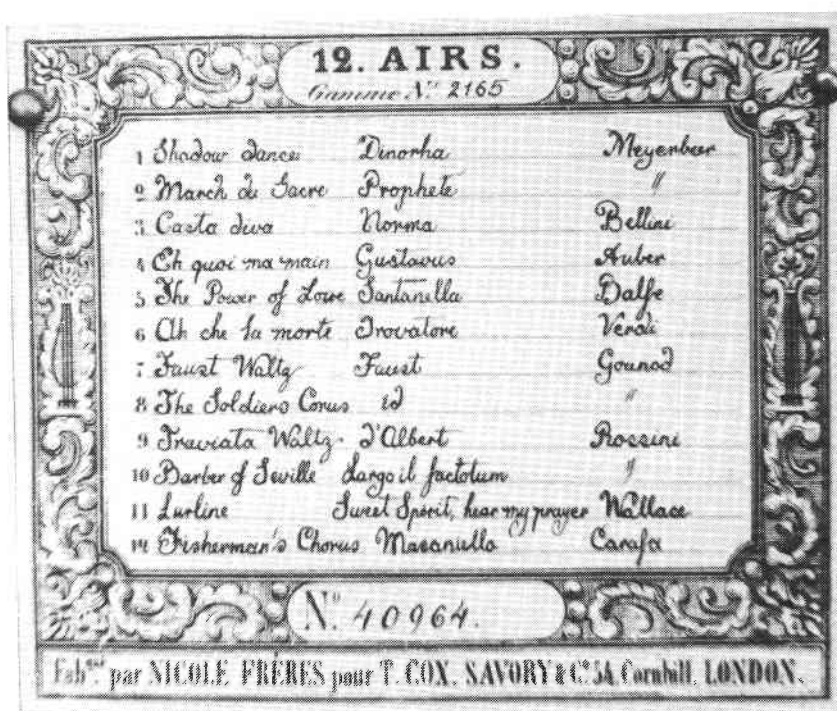 12. AIRS.
Gamme No. 2165
1 Shadow dance Dinorha Meyerbeer
2 March du Sacre Prophete "
3 Casta diva Norma Bellini
4 Eh quoi ma main Gustavus Auber
5 The Power of Love Santanella Balfe
6 Ah che la morte Trovatore Verdi
7 Faust Waltz Faust Gounod
8 The Soldiers Corus id "
9 Traviata Waltz d'Albert Rossini
10 Barber of Seville Largo il factotum "
11 Lurline Sweet Spirit, hear my prayer Wallace
12 Fisherman's Chorus Masaniello Carafa
No. 40964.
Fabqué par NICOLE FRÈRES pour T. COX. SAVORY & Co. 54, Cornhill, LONDON.